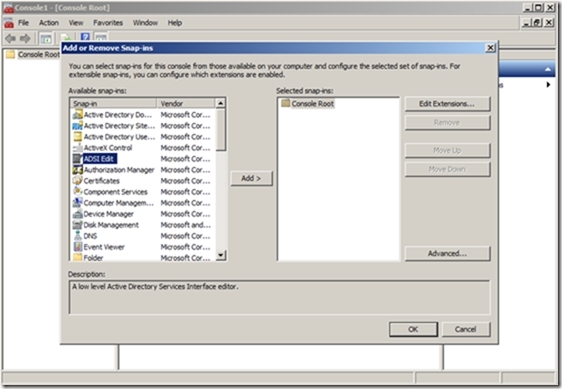 Console1 - [Console Root]
File Action View Favorites Window Help
Console Root
Add or Remove Snap-ins
You can select snap-ins for this console from those available on your computer and configure the selected set of snap-ins. For
extensible snap-ins, you can configure which extensions are enabled.
Available snap-ins:
Selected snap-ins:
Snap-in Vendor
Active Directory Do... Microsoft Cor...
Active Directory Site... Microsoft Cor...
Active Directory Use... Microsoft Cor...
ActiveX Control Microsoft Cor...
ADSI Edit Microsoft Cor...
Authorization Manager Microsoft Cor...
Certificates Microsoft Cor...
Component Services Microsoft Cor...
Computer Managem... Microsoft Cor...
Device Manager Microsoft Cor...
Disk Management Microsoft and...
DNS Microsoft Cor...
Event Viewer Microsoft Cor...
Folder Microsoft Cor...
Add >
Console Root
Edit Extensions...
Remove
Move Up
Move Down
Advanced...
Description:
A low level Active Directory Services Interface editor.
OK Cancel